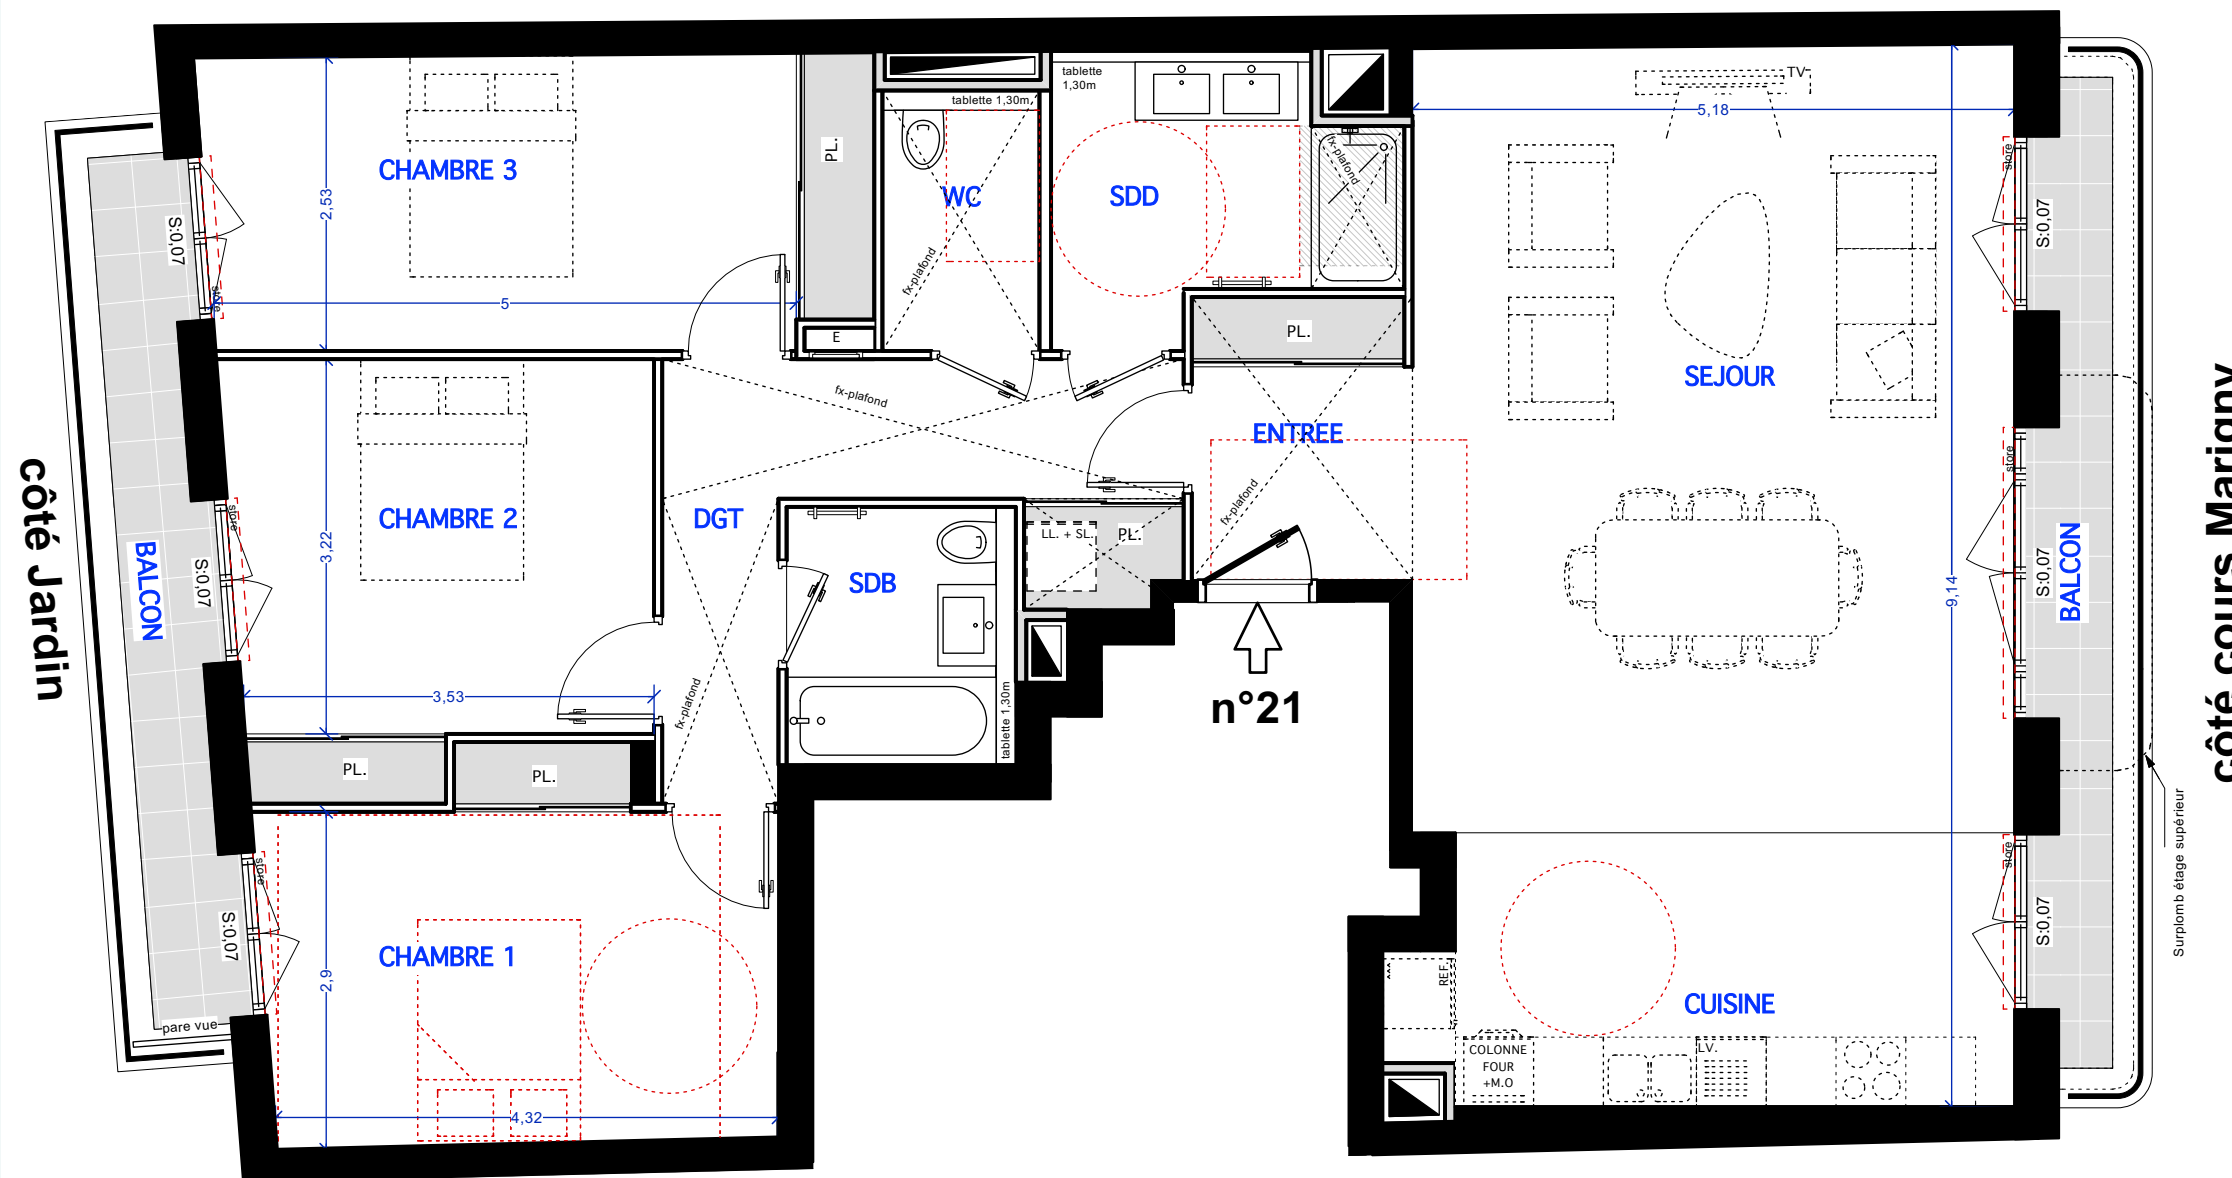 côté Jardin
BALCON
S:0,07
store
CHAMBRE 3
2,53
5
PL.
E
tablette 1,30m
WC
fx-plafond
tablette
1,30m
SDD
fx-plafond
PL.
TV
5,18
store
S:0,07
SEJOUR
CHAMBRE 2
3,22
3,53
store
S:0,07
fx-plafond
DGT
fx-plafond
SDB
tablette 1,30m
LL. + SL.
PL.
ENTREE
fx-plafond
n°21
9,14
store
S:0,07
BALCON
côté cours Marigny
Surplomb étage supérieur
PL.
PL.
store
S:0,07
pare vue
CHAMBRE 1
2,9
4,32
REF.
COLONNE
FOUR
+M.O
LV.
CUISINE
store
S:0,07